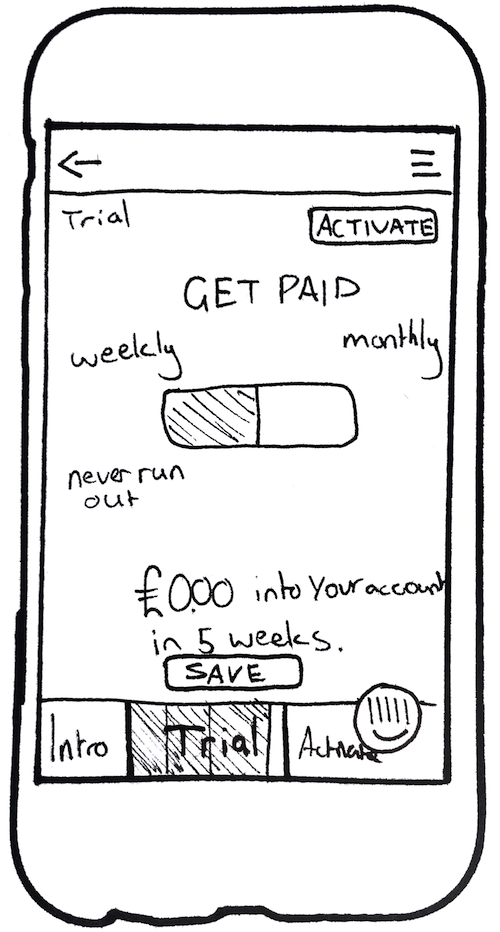 Trial
ACTIVATE
GET PAID
weekly
monthly
never run
out
£0.00 into Your account
in 5 weeks.
SAVE
Intro
Trial
Activate